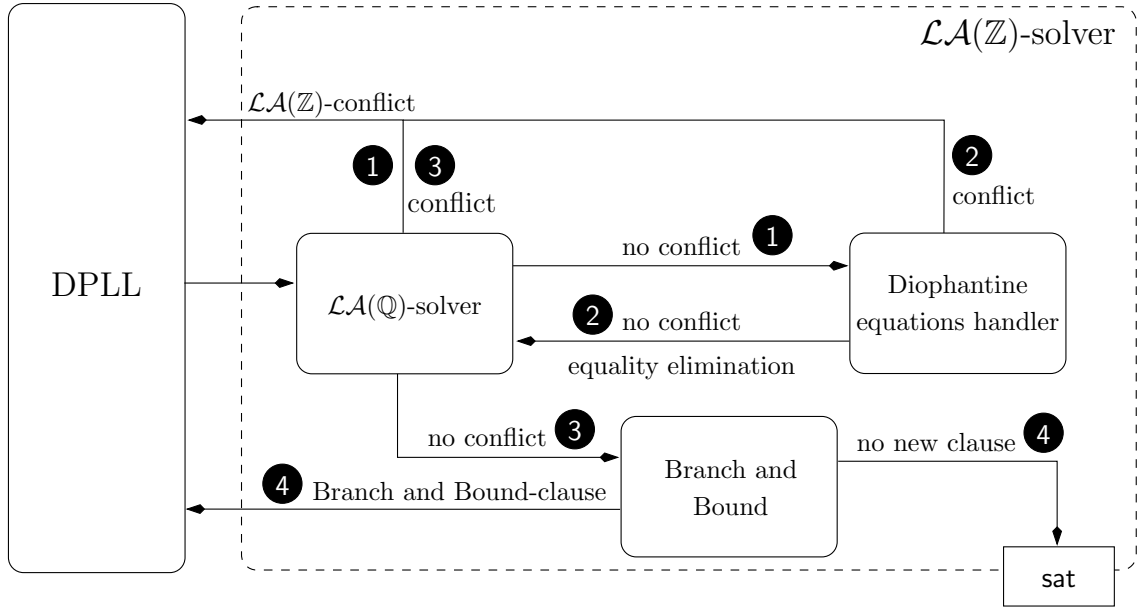 ℒ𝒜(ℤ)-solver
ℒ𝒜(ℤ)-conflict
1 3 2
conflict conflict
no conflict 1
DPLL
ℒ𝒜(ℚ)-solver
Diophantine
equations handler
2 no conflict
equality elimination
no conflict 3
no new clause 4
Branch and
Bound
4 Branch and Bound-clause
sat